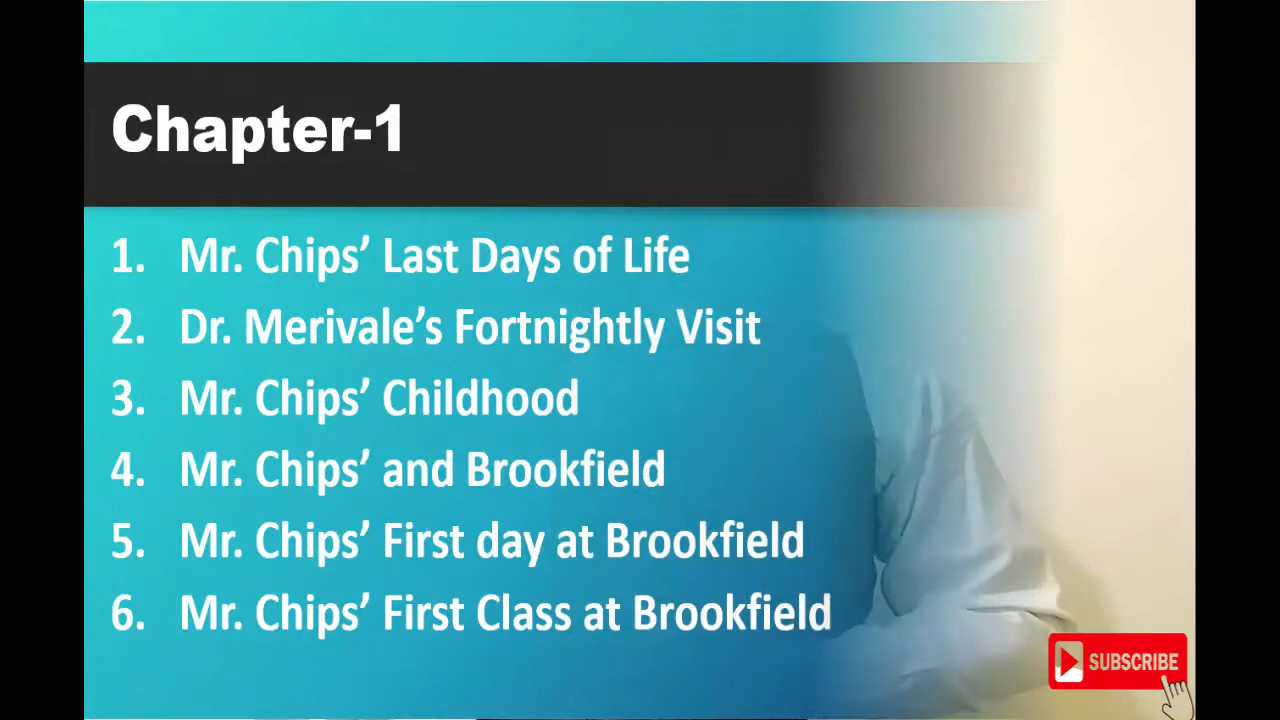 Chapter-1
1. Mr. Chips’ Last Days of Life
2. Dr. Merivale’s Fortnightly Visit
3. Mr. Chips’ Childhood
4. Mr. Chips’ and Brookfield
5. Mr. Chips’ First day at Brookfield
6. Mr. Chips’ First Class at Brookfield
SUBSCRIBE